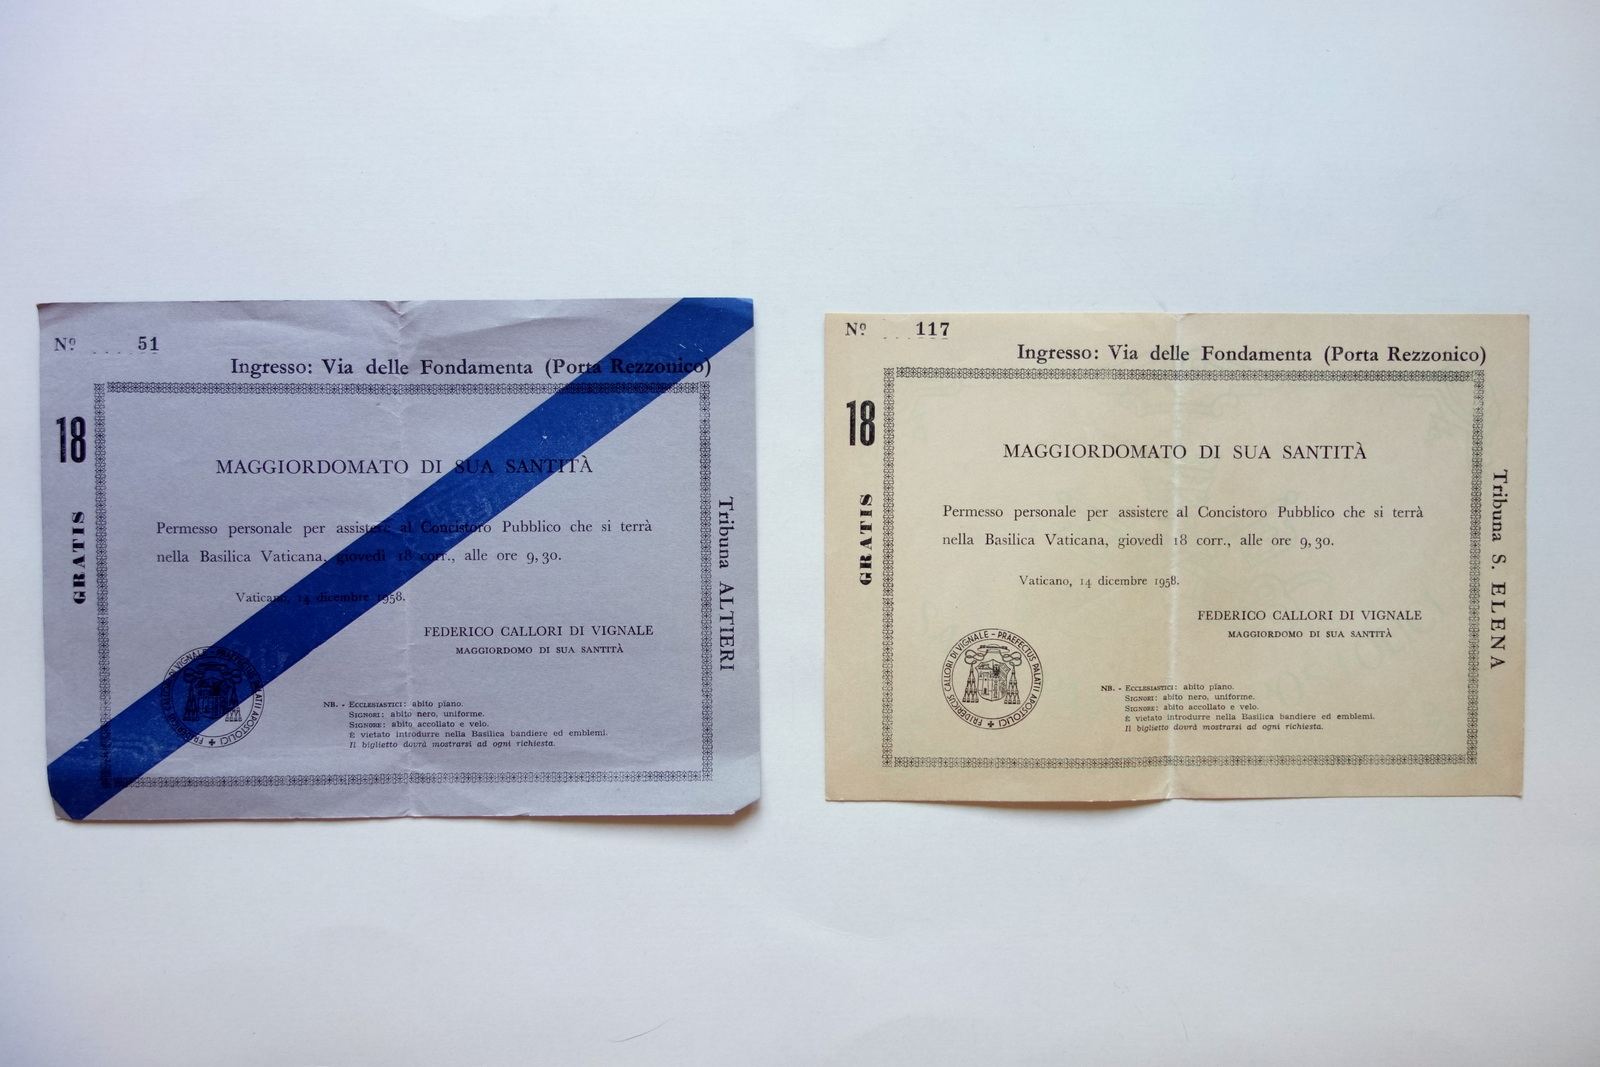 Nº 51
Ingresso: Via delle Fondamenta (Porta Rezzonico)
18
GRATIS
MAGGIORDOMATO DI SUA SANTITÀ
Permesso personale per assistere al Concistoro Pubblico che si terrà
nella Basilica Vaticana, giovedì 18 corr., alle ore 9,30.
Vaticano, 14 dicembre 1958.
FEDERICO CALLORI DI VIGNALE
MAGGIORDOMO DI SUA SANTITÀ
FRIDERICUS CALLORI DI VIGNALE - PRAEFECTUS PALATII APOSTOLICI
NB. - ECCLESIASTICI: abito piano.
SIGNORI: abito nero, uniforme.
SIGNORE: abito accollato e velo.
È vietato introdurre nella Basilica bandiere ed emblemi.
Il biglietto dovrà mostrarsi ad ogni richiesta.
Tribuna ALTIERI
Nº 117
Ingresso: Via delle Fondamenta (Porta Rezzonico)
18
GRATIS
MAGGIORDOMATO DI SUA SANTITÀ
Permesso personale per assistere al Concistoro Pubblico che si terrà
nella Basilica Vaticana, giovedì 18 corr., alle ore 9,30.
Vaticano, 14 dicembre 1958.
FEDERICO CALLORI DI VIGNALE
MAGGIORDOMO DI SUA SANTITÀ
FRIDERICUS CALLORI DI VIGNALE - PRAEFECTUS PALATII APOSTOLICI
NB. - ECCLESIASTICI: abito piano.
SIGNORI: abito nero, uniforme.
SIGNORE: abito accollato e velo.
È vietato introdurre nella Basilica bandiere ed emblemi.
Il biglietto dovrà mostrarsi ad ogni richiesta.
Tribuna S. ELENA